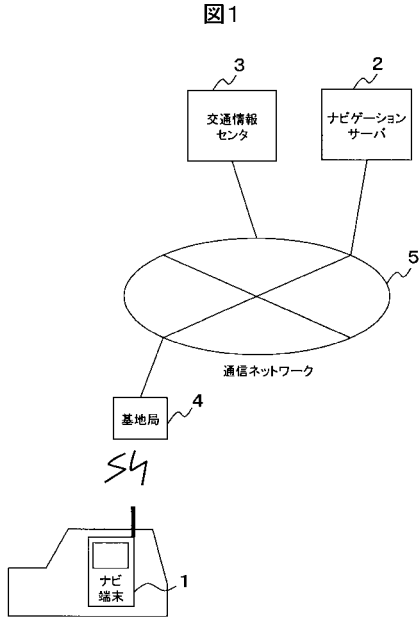 図1
3
2
交通情報
センタ
ナビゲーション
サーバ
5
通信ネットワーク
基地局
4
ナビ
端末
1